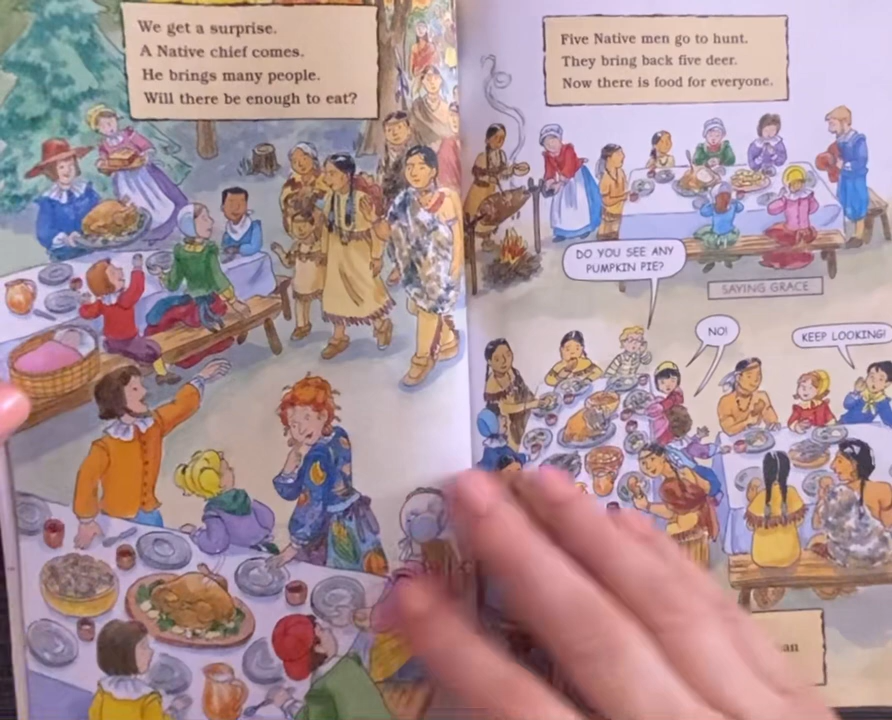 We get a surprise.
A Native chief comes.
He brings many people.
Will there be enough to eat?
Five Native men go to hunt.
They bring back five deer.
Now there is food for everyone.
DO YOU SEE ANY
PUMPKIN PIE?
SAYING GRACE
NO!
KEEP LOOKING!